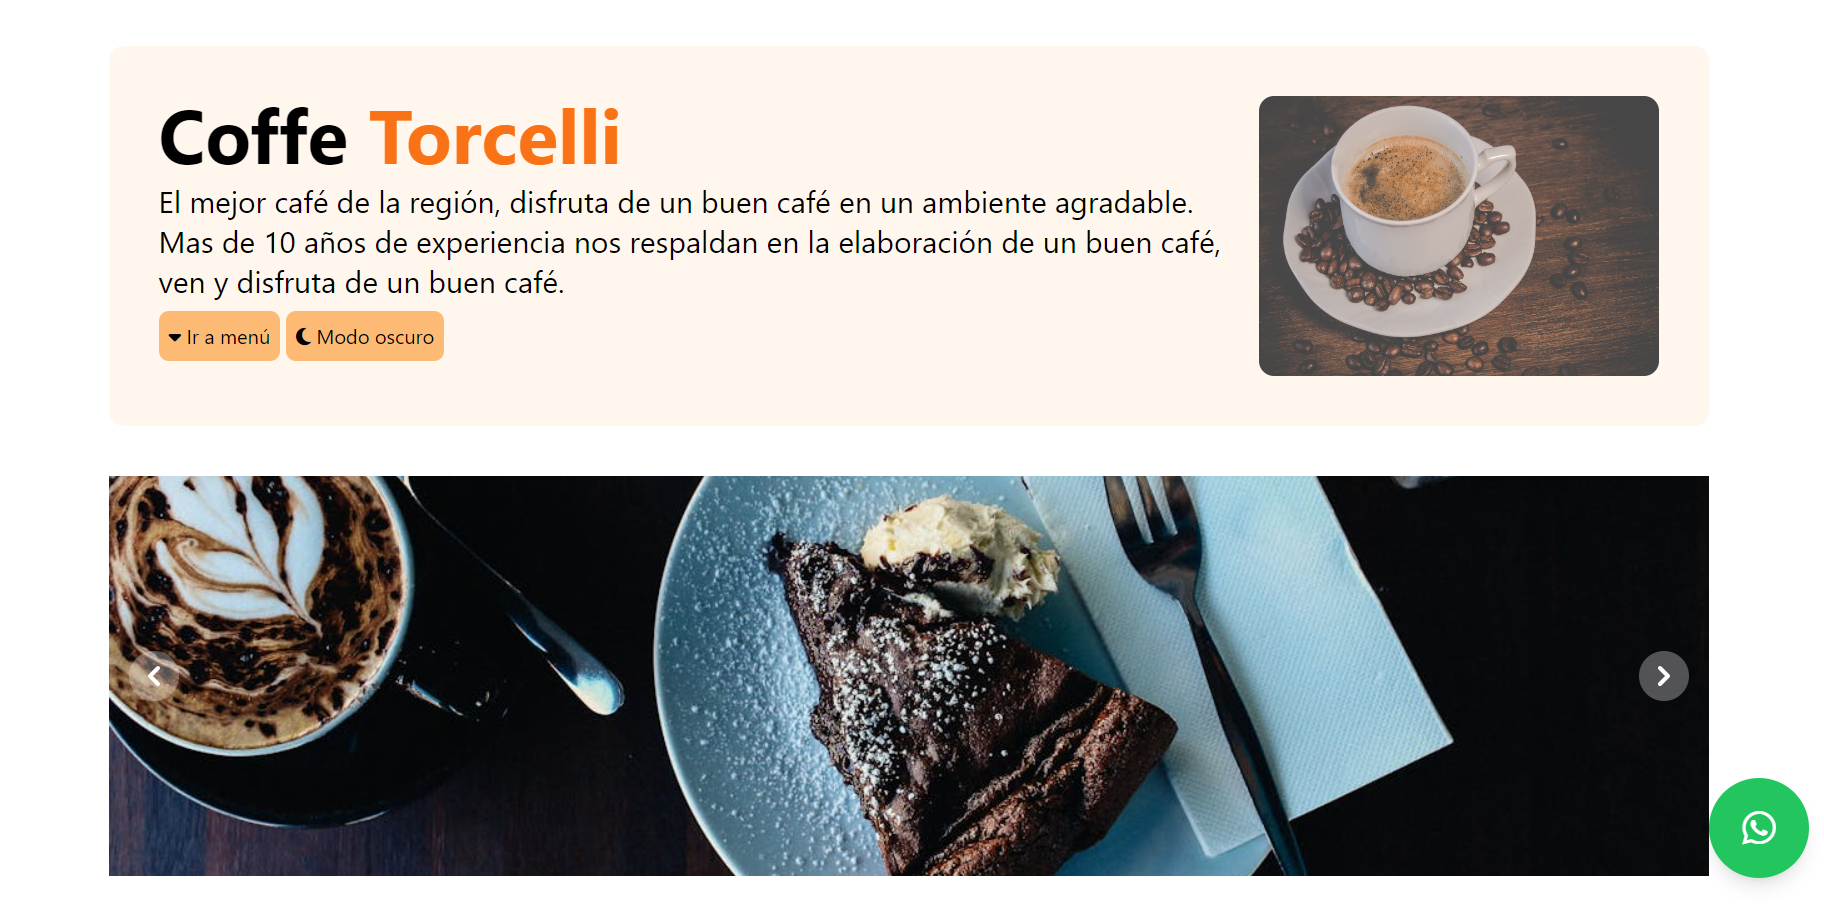 Coffe Torcelli
El mejor café de la región, disfruta de un buen café en un ambiente agradable.
Mas de 10 años de experiencia nos respaldan en la elaboración de un buen café,
ven y disfruta de un buen café.
Ir a menú
Modo oscuro